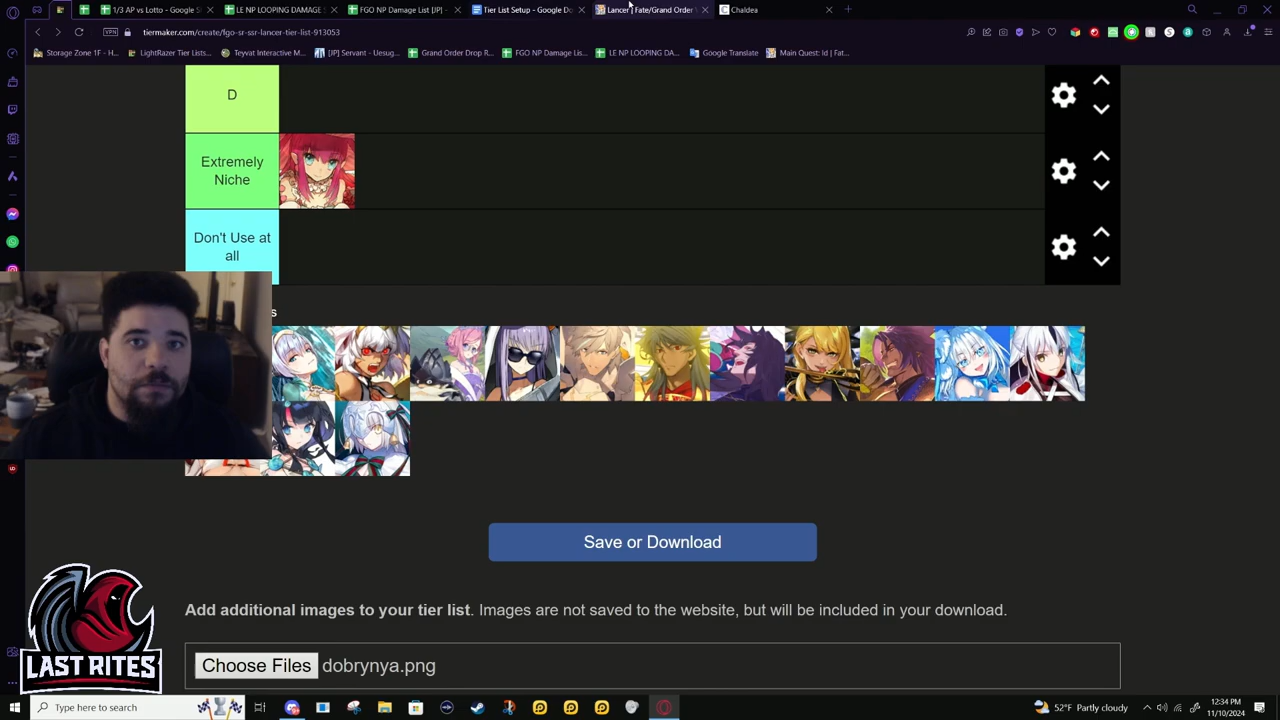 1/3 AP vs Lotto - Google S
LE NP LOOPING DAMAGE S
FGO NP Damage List [JP] -
Tier List Setup - Google Do
Lancer | Fate/Grand Order
Chaldea
VPN
tiermaker.com/create/fgo-sr-ssr-lancer-tier-list-913053
Storage Zone 1F - H...
LightRazer Tier Lists...
Teyvat Interactive M...
[JP] Servant - Uesug...
Grand Order Drop R...
FGO NP Damage Lis...
LE NP LOOPING DA...
Google Translate
Main Quest: Id | Fat...
D
Extremely
Niche
Don't Use at
all
s
Save or Download
Add additional images to your tier list. Images are not saved to the website, but will be included in your download.
Choose Files dobrynya.png
LAST RITES
Type here to search
52°F Partly cloudy
12:34 PM
11/10/2024